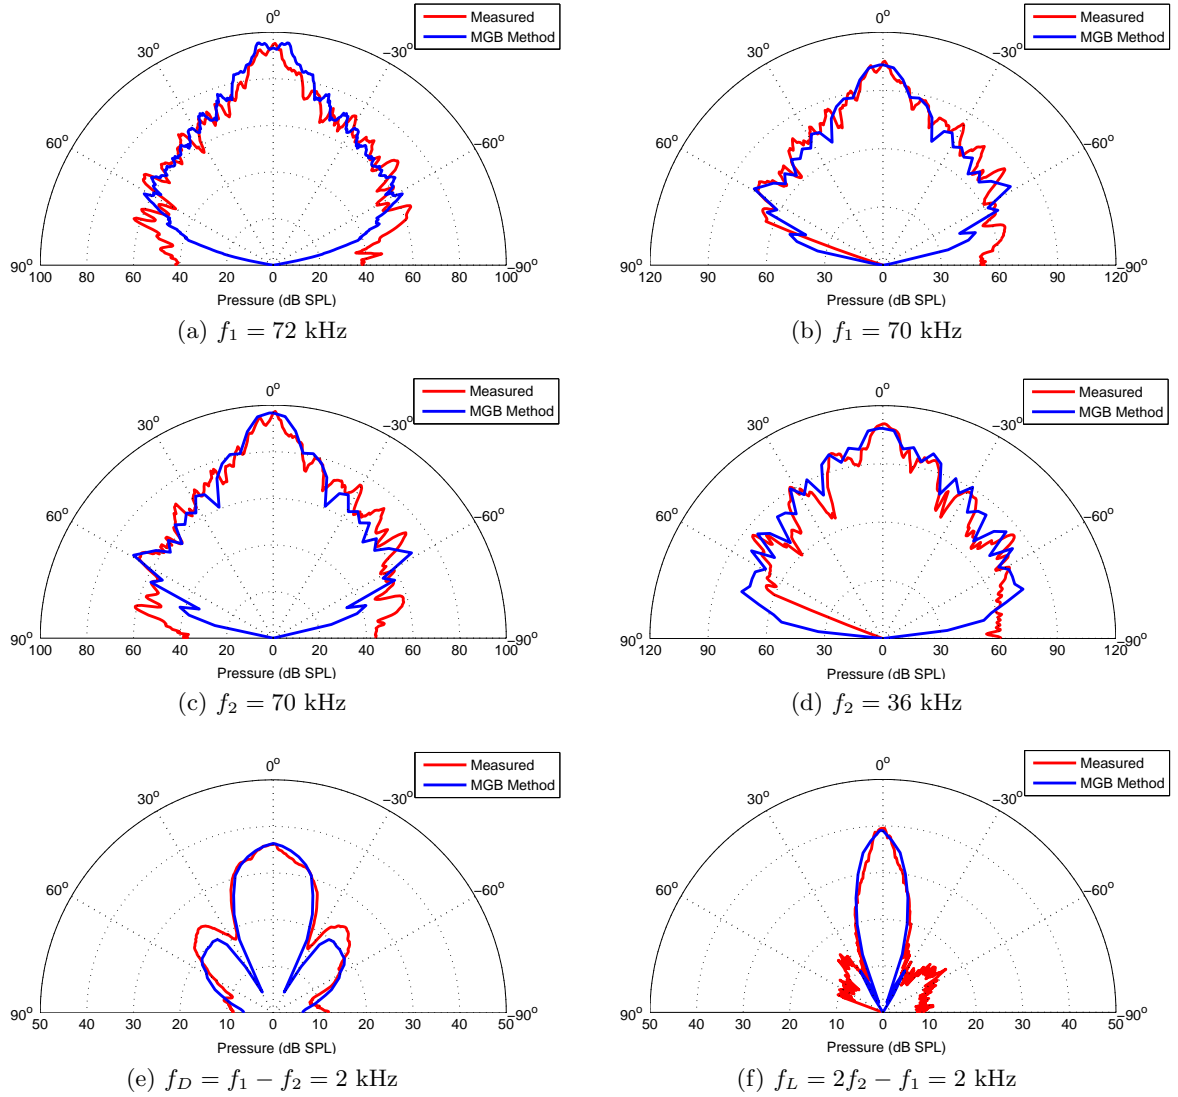 0°
Measured
MGB Method
30°
−30°
60°
−60°
90°
−90°
100 80 60 40 20 0 20 40 60 80 100
Pressure (dB SPL)
(a) f₁ = 72 kHz
0°
Measured
MGB Method
30°
−30°
60°
−60°
90°
−90°
120 90 60 30 0 30 60 90 120
Pressure (dB SPL)
(b) f₁ = 70 kHz
0°
Measured
MGB Method
30°
−30°
60°
−60°
90°
−90°
100 80 60 40 20 0 20 40 60 80 100
Pressure (dB SPL)
(c) f₂ = 70 kHz
0°
Measured
MGB Method
30°
−30°
60°
−60°
90°
−90°
120 90 60 30 0 30 60 90 120
Pressure (dB SPL)
(d) f₂ = 36 kHz
0°
Measured
MGB Method
30°
−30°
60°
−60°
90°
−90°
50 40 30 20 10 0 10 20 30 40 50
Pressure (dB SPL)
(e) f_D = f₁ − f₂ = 2 kHz
0°
Measured
MGB Method
30°
−30°
60°
−60°
90°
−90°
50 40 30 20 10 0 10 20 30 40 50
Pressure (dB SPL)
(f) f_L = 2f₂ − f₁ = 2 kHz